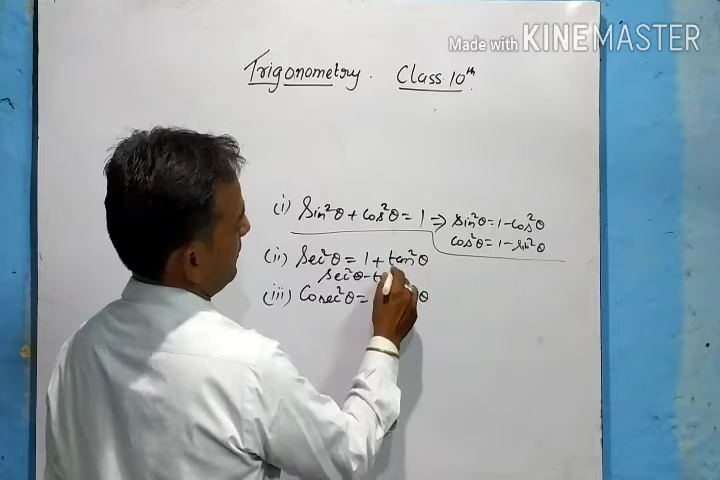 Made with KINEMASTER
Trigonometry. Class 10th.
(i) Sin²θ + Cos²θ = 1 ⇒ Sin²θ = 1 - Cos²θ
Cos²θ = 1 - Sin²θ
(ii) Sec²θ = 1 + tan²θ
Sec²θ - t
(iii) Cosec²θ = θ